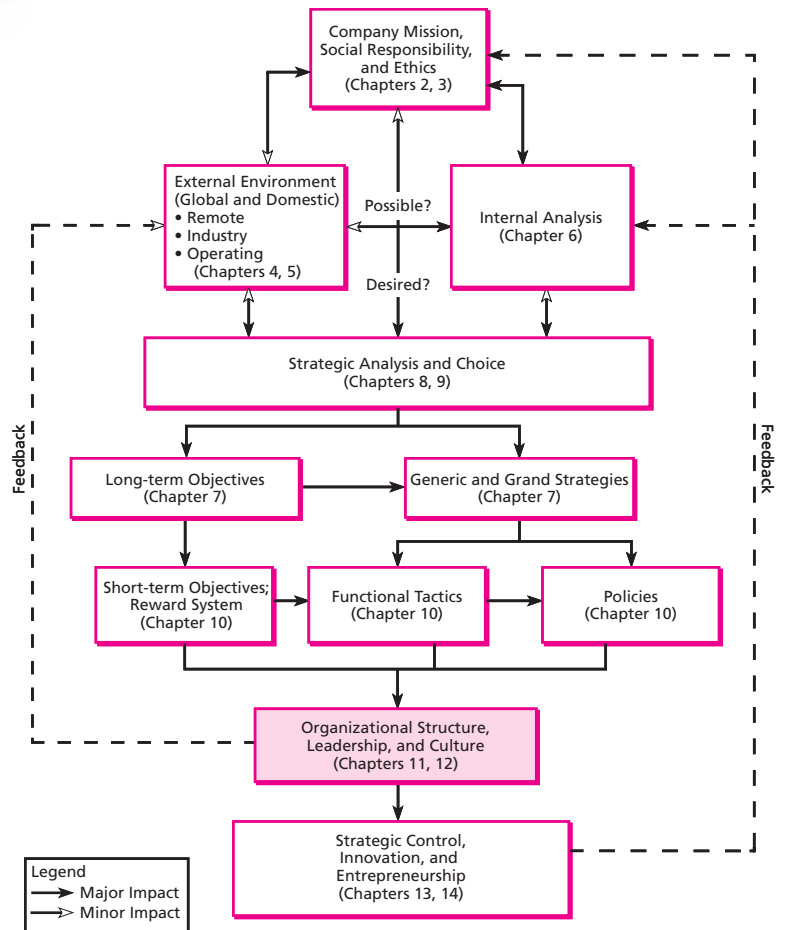 Company Mission,
Social Responsibility,
and Ethics
(Chapters 2, 3)
External Environment
(Global and Domestic)
• Remote
• Industry
• Operating
(Chapters 4, 5)
Possible?
Desired?
Internal Analysis
(Chapter 6)
Strategic Analysis and Choice
(Chapters 8, 9)
Feedback
Feedback
Long-term Objectives
(Chapter 7)
Generic and Grand Strategies
(Chapter 7)
Short-term Objectives;
Reward System
(Chapter 10)
Functional Tactics
(Chapter 10)
Policies
(Chapter 10)
Organizational Structure,
Leadership, and Culture
(Chapters 11, 12)
Strategic Control,
Innovation, and
Entrepreneurship
(Chapters 13, 14)
Legend
Major Impact
Minor Impact